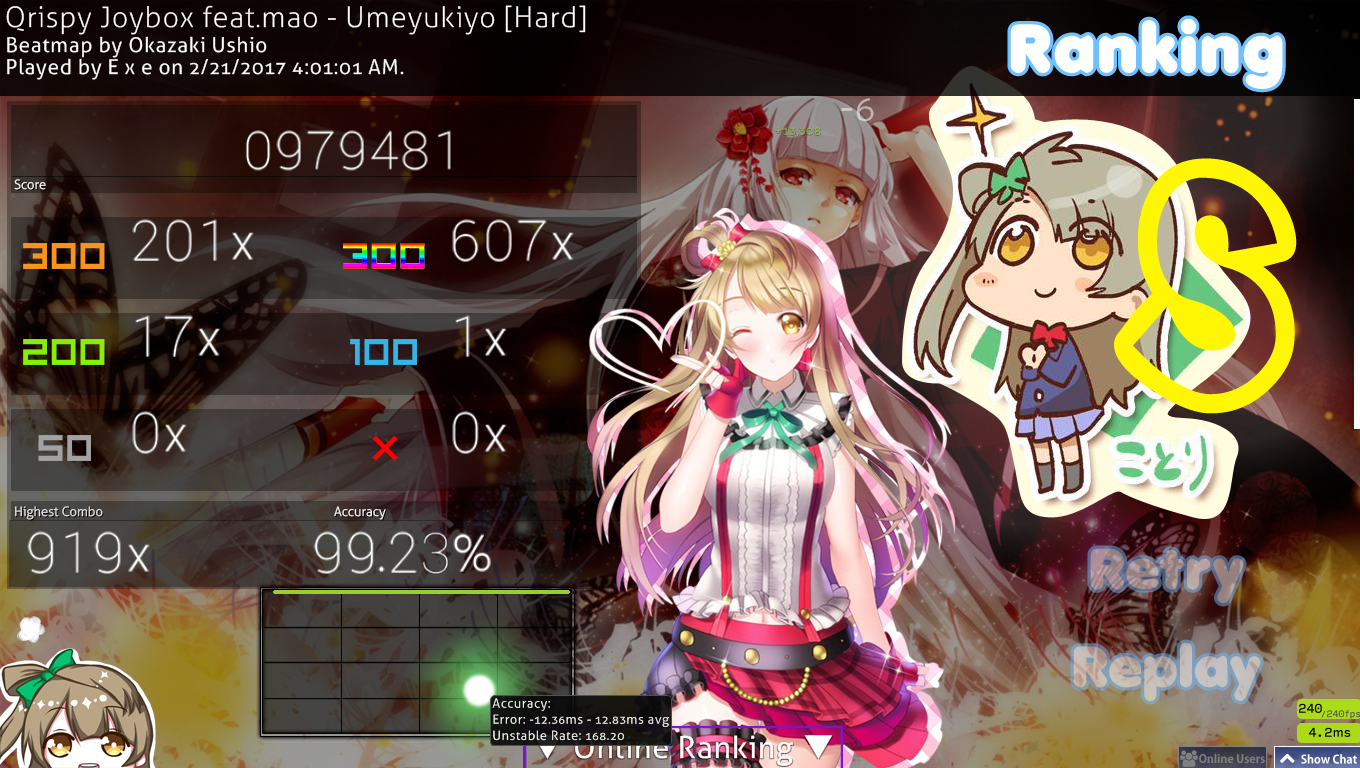 Qrispy Joybox feat.mao - Umeyukiyo [Hard]
Beatmap by Okazaki Ushio
Played by E x e on 2/21/2017 4:01:01 AM.
Ranking
-6
+13,308
0979481
Score
300 201x 300 607x
200 17x 100 1x
50 0x 0x
Highest Combo Accuracy
919x 99.23%
S
ことり
Retry
Replay
Accuracy:
Error: -12.36ms - 12.83ms avg
Unstable Rate: 168.20
Online Ranking
240/240fps
4.2ms
Online Users Show Chat